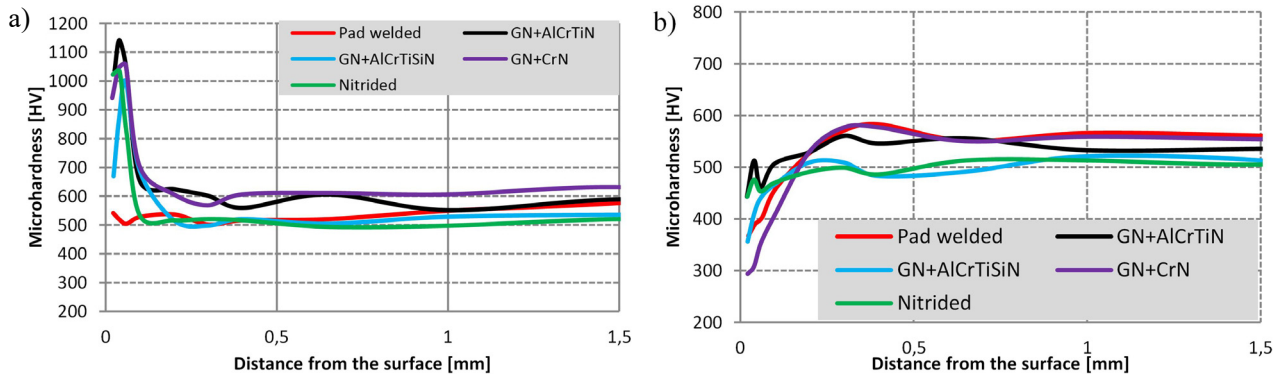 a)
1200
1100
1000
900
800
700
600
500
400
300
200
Microhardness [HV]
Pad welded
GN+AlCrTiN
GN+AlCrTiSiN
GN+CrN
Nitrided
0
0,5
1
1,5
Distance from the surface [mm]
b)
800
700
600
500
400
300
200
Microhardness [HV]
Pad welded
GN+AlCrTiN
GN+AlCrTiSiN
GN+CrN
Nitrided
0
0,5
1
1,5
Distance from the surface [mm]